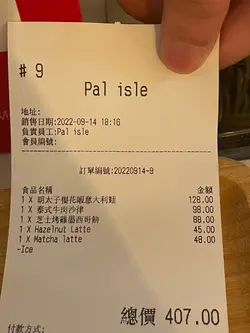 # 9
Pal isle
地址:
銷售日期:2022-09-14 18:16
負責員工:Pal isle
會員編號:
訂單編號:20220914-9
食品名稱 金額
1 X 明太子櫻花蝦意大利麵 128.00
1 X 泰式牛肉沙律 98.00
1 X 芝士烤雞墨西哥餅 88.00
1 X Hazelnut Latte 45.00
1 X Matcha latte 48.00
-Ice
總價 407.00
付款方式: